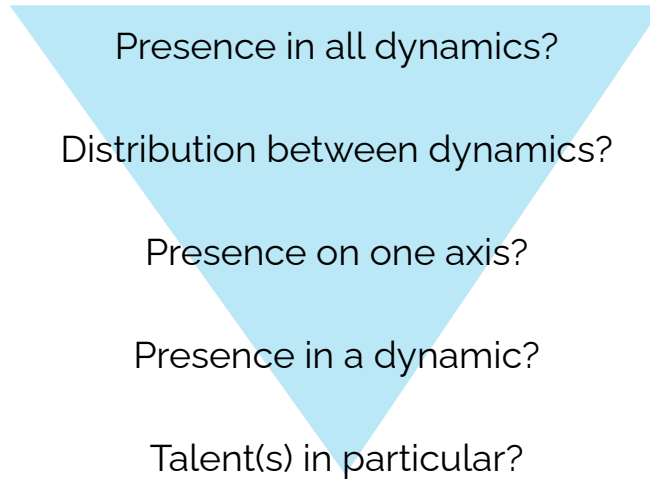 Presence in all dynamics?
Distribution between dynamics?
Presence on one axis?
Presence in a dynamic?
Talent(s) in particular?